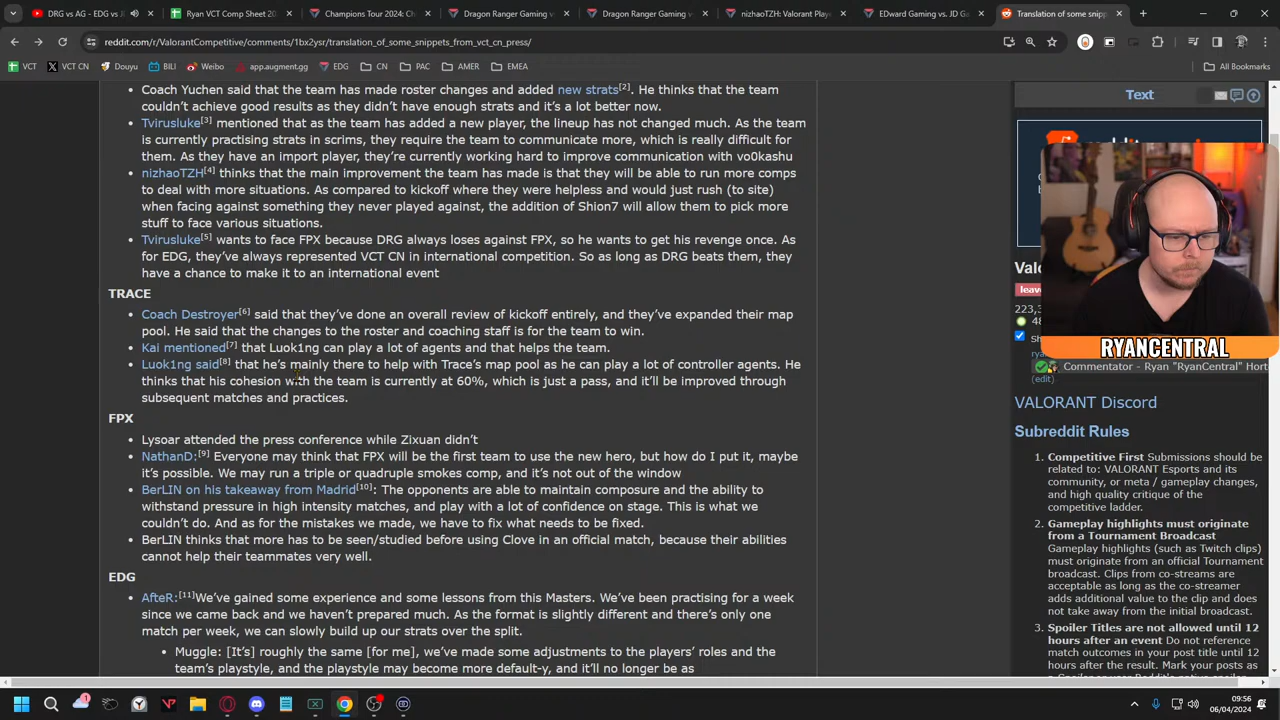 DRG vs AG - EDG vs JI
Ryan VCT Comp Sheet 20
Champions Tour 2024: Ch
Dragon Ranger Gaming v
Dragon Ranger Gaming v
nizhaoTZH: Valorant Play
EDward Gaming vs. JD Ga
Translation of some snipp
reddit.com/r/ValorantCompetitive/comments/1bx2ysr/translation_of_some_snippets_from_vct_cn_press/
VCT
VCT CN
Douyu
BILI
Weibo
app.augment.gg
EDG
CN
PAC
AMER
EMEA
All Bookmarks
Coach Yuchen said that the team has made roster changes and added new strats[2]. He thinks that the
couldn't achieve good results as they didn't have enough strats and it's a lot better now.
Tvirusluke[3] mentioned that as the team has added a new player, the lineup has not changed much. As the team
is currently practising strats in scrims, they require the team to communicate more, which is really difficult for
them. As they have an import player, they're currently working hard to improve communication with vo0kashu
nizhaoTZH[4] thinks that the main improvement the team has made is that they will be able to run more comps
to deal with more situations. As compared to kickoff where they were helpless and would just rush (to site)
when facing against something they never played against, the addition of Shion7 will allow them to pick more
stuff to face various situations.
Tvirusluke[5] wants to face FPX because DRG always loses against FPX, so he wants to get his revenge once. As
for EDG, they've always represented VCT CN in international competition. So as long as DRG beats them, they
have a chance to make it to an international event
TRACE
Coach Destroyer[6] said that they've done an overall review of kickoff entirely, and they've expanded their map
pool. He said that the changes to the roster and coaching staff is for the team to win.
Kai mentioned[7] that Luok1ng can play a lot of agents and that helps the team.
Luok1ng said[8] that he's mainly there to help with Trace's map pool as he can play a lot of controller agents. He
thinks that his cohesion with the team is currently at 60%, which is just a pass, and it'll be improved through
subsequent matches and practices.
FPX
Lysoar attended the press conference while Zixuan didn't
NathanD:[9] Everyone may think that FPX will be the first team to use the new hero, but how do I put it, maybe
it's possible. We may run a triple or quadruple smokes comp, and it's not out of the window
BerLIN on his takeaway from Madrid[10]: The opponents are able to maintain composure and the ability to
withstand pressure in high intensity matches, and play with a lot of confidence on stage. This is what we
couldn't do. And as for the mistakes we made, we have to fix what needs to be fixed.
BerLIN thinks that more has to be seen/studied before using Clove in an official match, because their abilities
cannot help their teammates very well.
EDG
AfteR:[11]We've gained some experience and some lessons from this Masters. We've been practising for a week
since we came back and we haven't prepared much. As the format is slightly different and there's only one
match per week, we can slowly build up our strats over the split.
Muggle: [It's] roughly the same [for me], we've made some adjustments to the players' roles and the
team's playstyle, and the playstyle may become more default-y, and it'll no longer be as
Text
Valo
leave
223,3
48
Sh
rya
RYANCENTRAL
Commentator - Ryan "RyanCentral" Hort
(edit)
VALORANT Discord
Subreddit Rules
1. Competitive First Submissions should be
related to: VALORANT Esports and its
community, or meta / gameplay changes,
and high quality critique of the
competitive ladder.
2. Gameplay highlights must originate
from a Tournament Broadcast
Gameplay highlights (such as Twitch clips)
must originate from an official Tournament
broadcast. Clips from co-streams are
acceptable as long as the co-streamer
adds additional value to the clip and does
not take away from the initial broadcast.
3. Spoiler Titles are not allowed until 12
hours after an event Do not reference
match outcomes in your post title until 12
hours after the result. Mark your posts as
09:56
06/04/2024